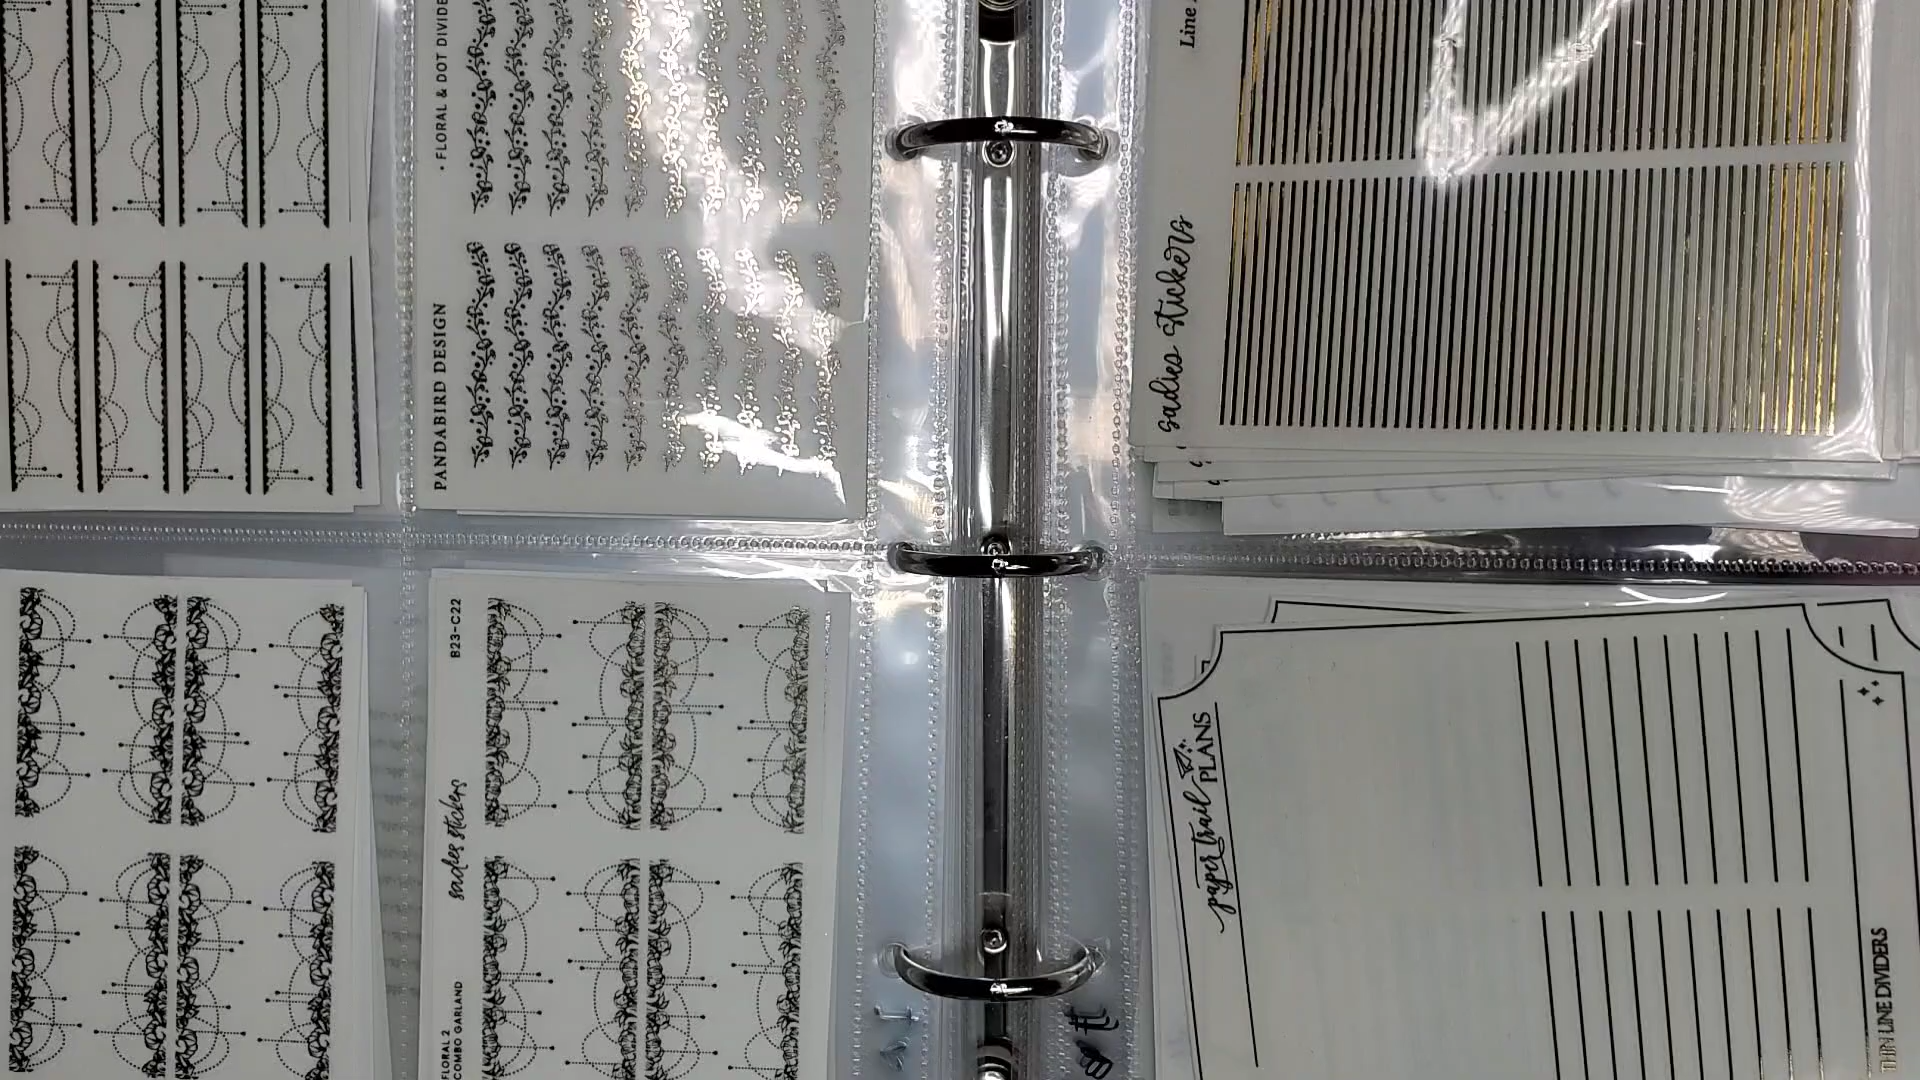 PANDABIRD DESIGN
· FLORAL & DOT
Sadies Stickers
Line
B23-C22
sadies stickers
FLORAL 2
COMBO GARLAND
paper trail
PLANS
THIN LINE DIVIDERS